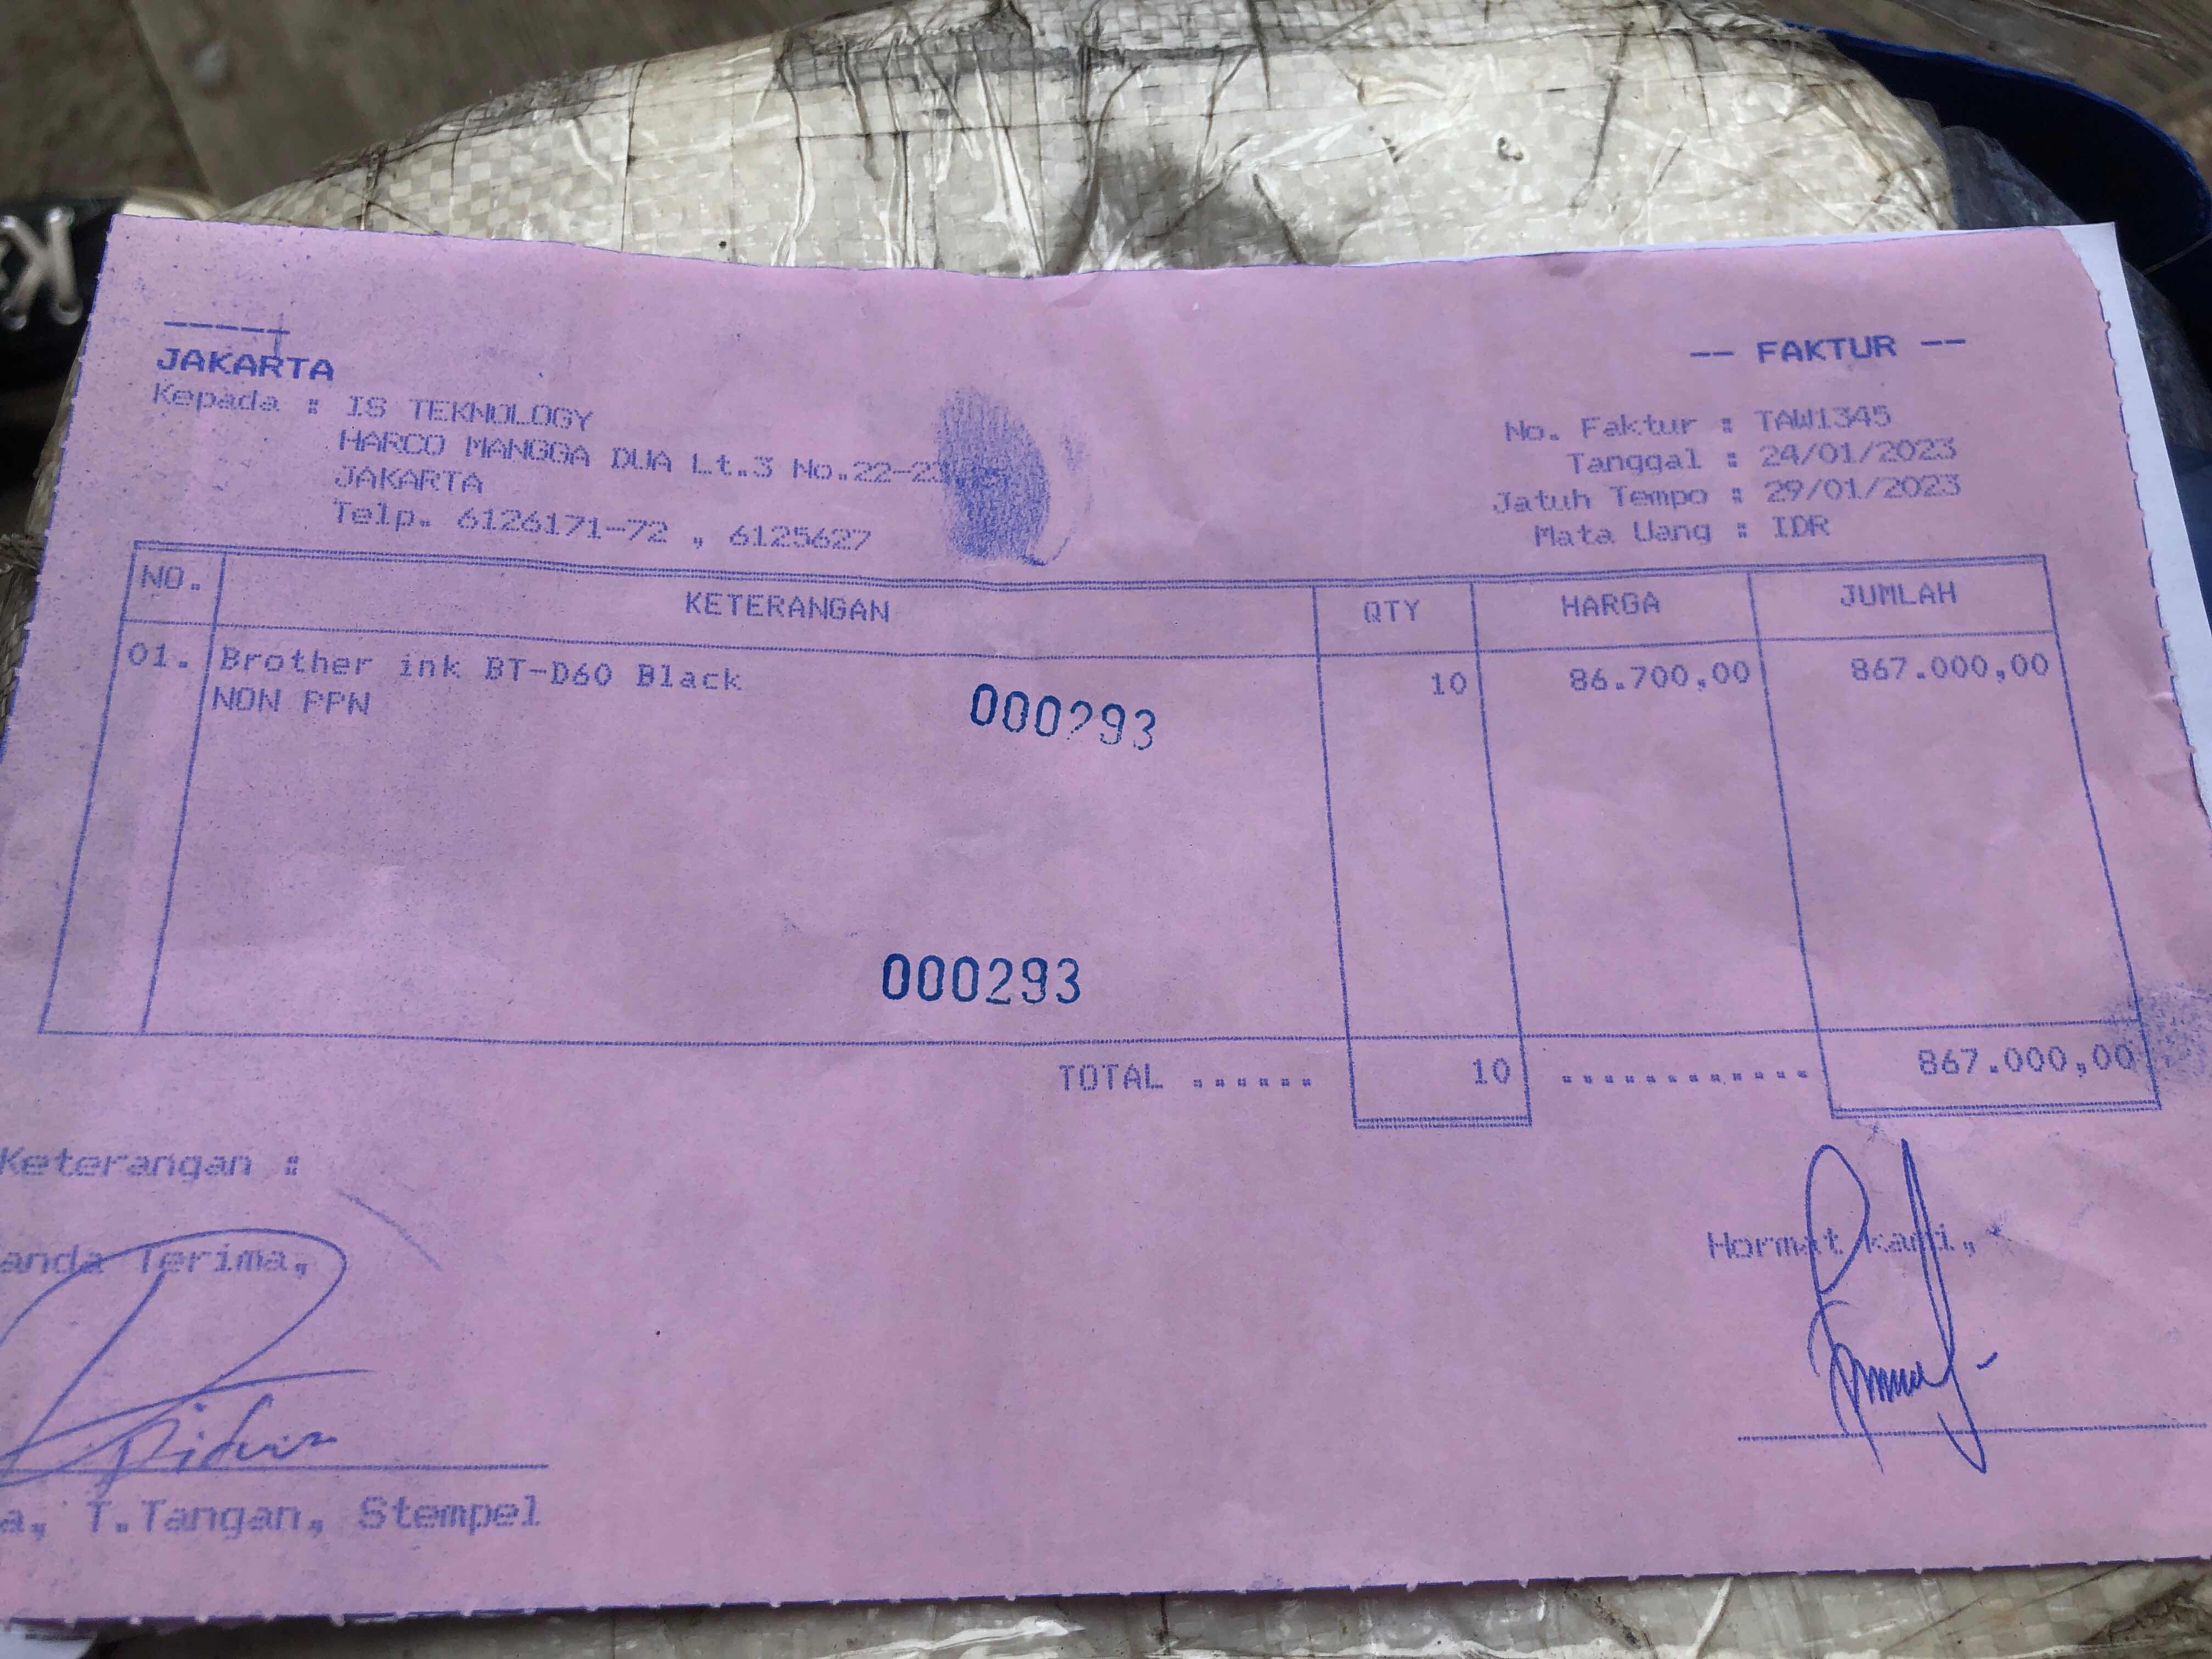 JAKARTA
-- FAKTUR --
Kepada : IS TEKNOLOGY
HARCO MANGGA DUA Lt.3 No.22-23
JAKARTA
Telp. 6126171-72 , 6125627
No. Faktur : TAW1345
Tanggal : 24/01/2023
Jatuh Tempo : 29/01/2023
Mata Uang : IDR
NO. KETERANGAN QTY HARGA JUMLAH
01. Brother ink BT-D60 Black 10 86.700,00 867.000,00
NON PPN
000293
000293
TOTAL ...... 10 ............. 867.000,00
Keterangan :
anda Terima,
Hormat kami,
a, T.Tangan, Stempel